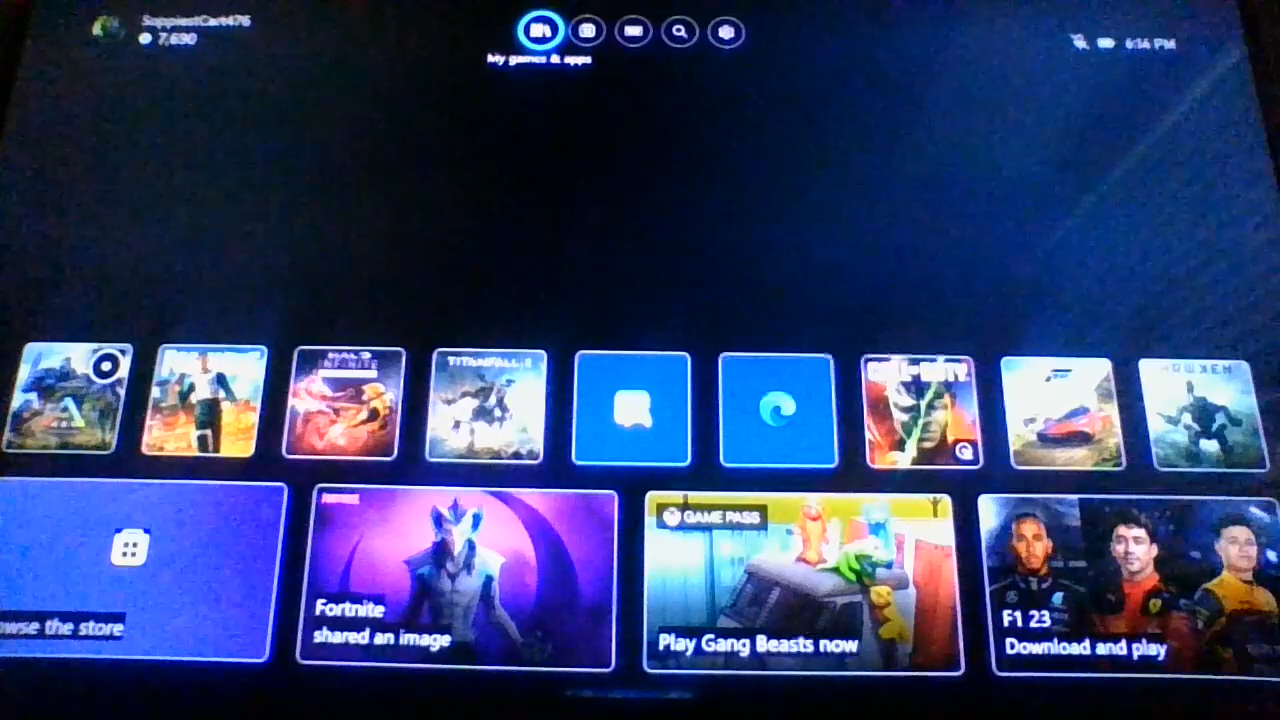 SoppiestCart476
7,690
My games & apps
6:14 PM
HALO
INFINITE
TITANFALL
CALL OF DUTY
owse the store
Fortnite
shared an image
GAME PASS
Play Gang Beasts now
F1 23
Download and play